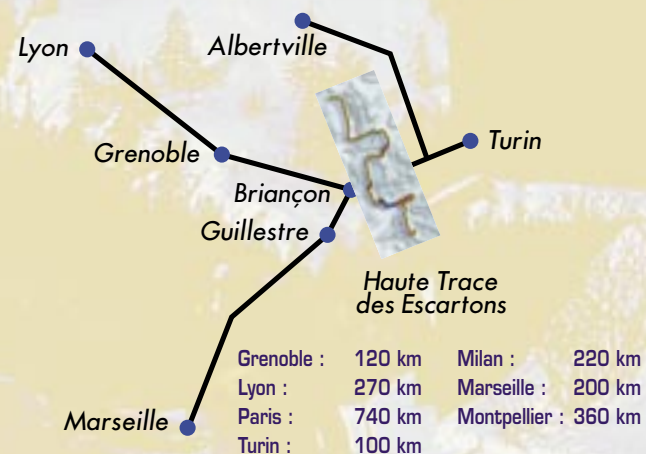 Albertville
Lyon
Turin
Grenoble
Briançon
Guillestre
Haute Trace
des Escartons
Marseille
Grenoble : 120 km Milan : 220 km
Lyon : 270 km Marseille : 200 km
Paris : 740 km Montpellier : 360 km
Turin : 100 km